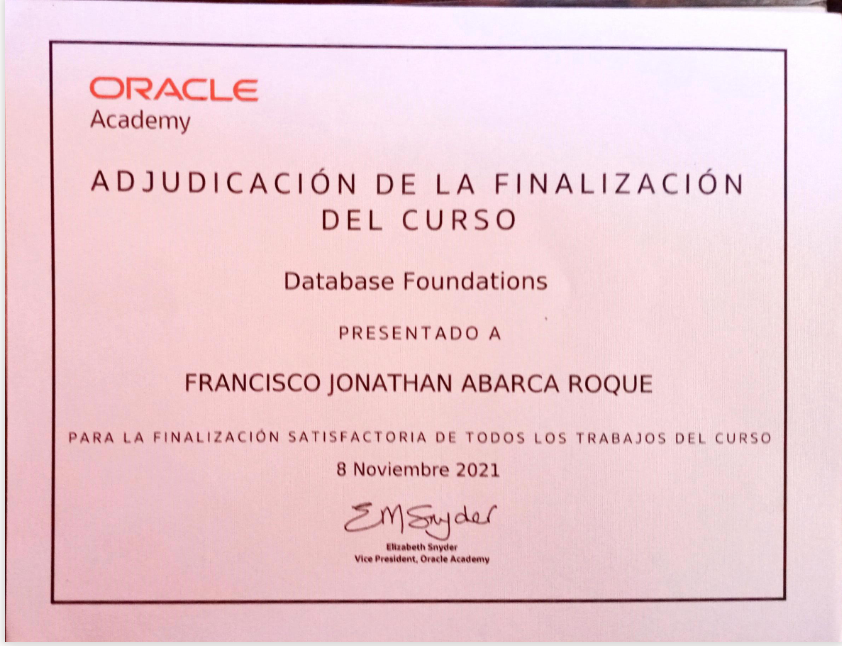 ORACLE
Academy
ADJUDICACIÓN DE LA FINALIZACIÓN
DEL CURSO
Database Foundations
PRESENTADO A
FRANCISCO JONATHAN ABARCA ROQUE
PARA LA FINALIZACIÓN SATISFACTORIA DE TODOS LOS TRABAJOS DEL CURSO
8 Noviembre 2021
EMSnyder
Elizabeth Snyder
Vice President, Oracle Academy